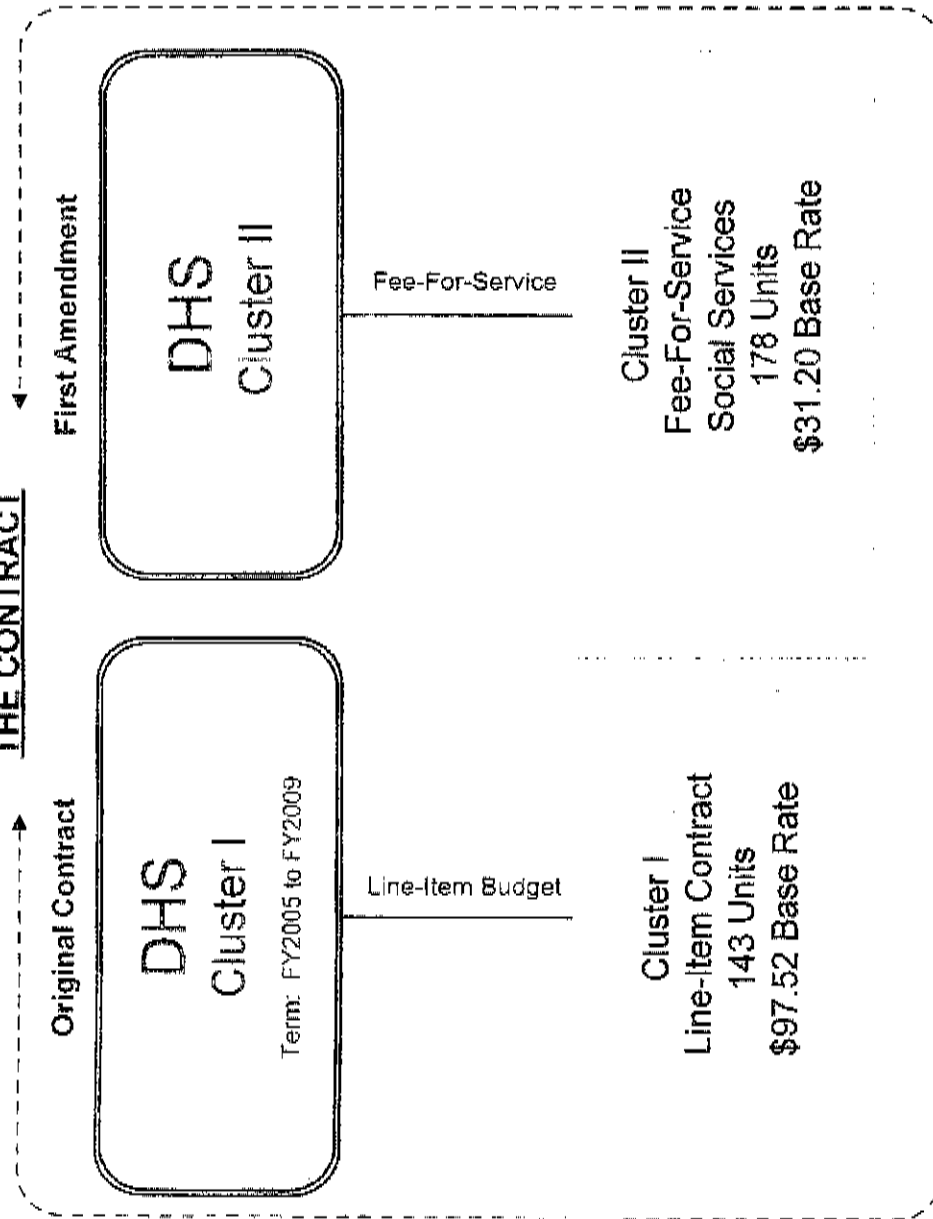 THE CONTRACT
Original Contract
DHS
Cluster I
Term: FY2005 to FY2009
Line-Item Budget
Cluster I
Line-Item Contract
143 Units
$97.52 Base Rate
First Amendment
DHS
Cluster II
Fee-For-Service
Cluster II
Fee-For-Service
Social Services
178 Units
$31.20 Base Rate